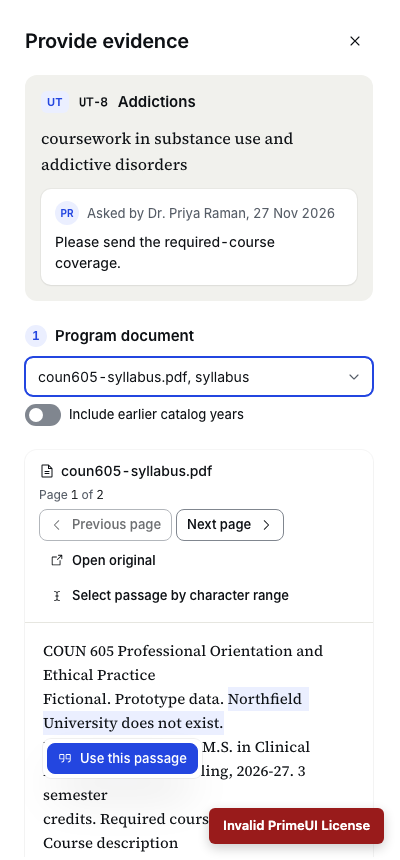 Provide evidence
UT UT-8 Addictions
coursework in substance use and
addictive disorders
PR Asked by Dr. Priya Raman, 27 Nov 2026
Please send the required-course
coverage.
1 Program document
coun605-syllabus.pdf, syllabus
Include earlier catalog years
coun605-syllabus.pdf
Page 1 of 2
Previous page Next page
Open original
Select passage by character range
COUN 605 Professional Orientation and
Ethical Practice
Fictional. Prototype data. Northfield
University does not exist.
Use this passage M.S. in Clinical
ling, 2026-27. 3
semester
credits. Required cours
Invalid PrimeUI License
Course description